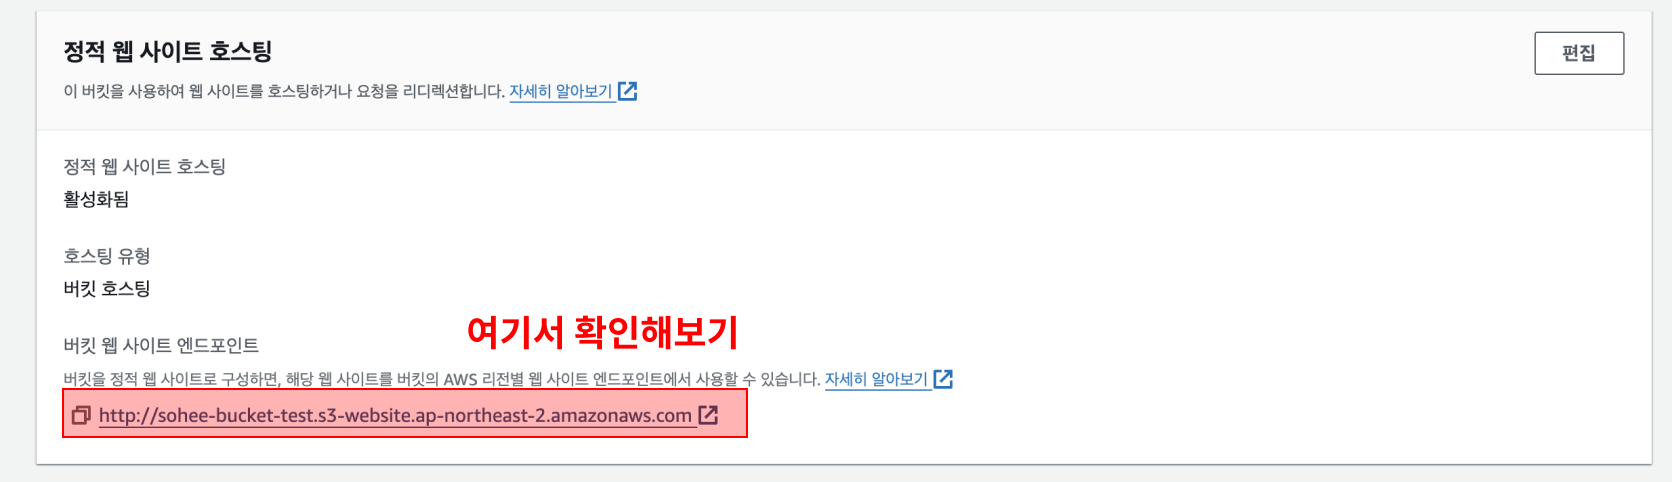 정적 웹 사이트 호스팅
편집
이 버킷을 사용하여 웹 사이트를 호스팅하거나 요청을 리디렉션합니다. 자세히 알아보기
정적 웹 사이트 호스팅
활성화됨
호스팅 유형
버킷 호스팅
여기서 확인해보기
버킷 웹 사이트 엔드포인트
버킷을 정적 웹 사이트로 구성하면, 해당 웹 사이트를 버킷의 AWS 리전별 웹 사이트 엔드포인트에서 사용할 수 있습니다. 자세히 알아보기
http://sohee-bucket-test.s3-website.ap-northeast-2.amazonaws.com